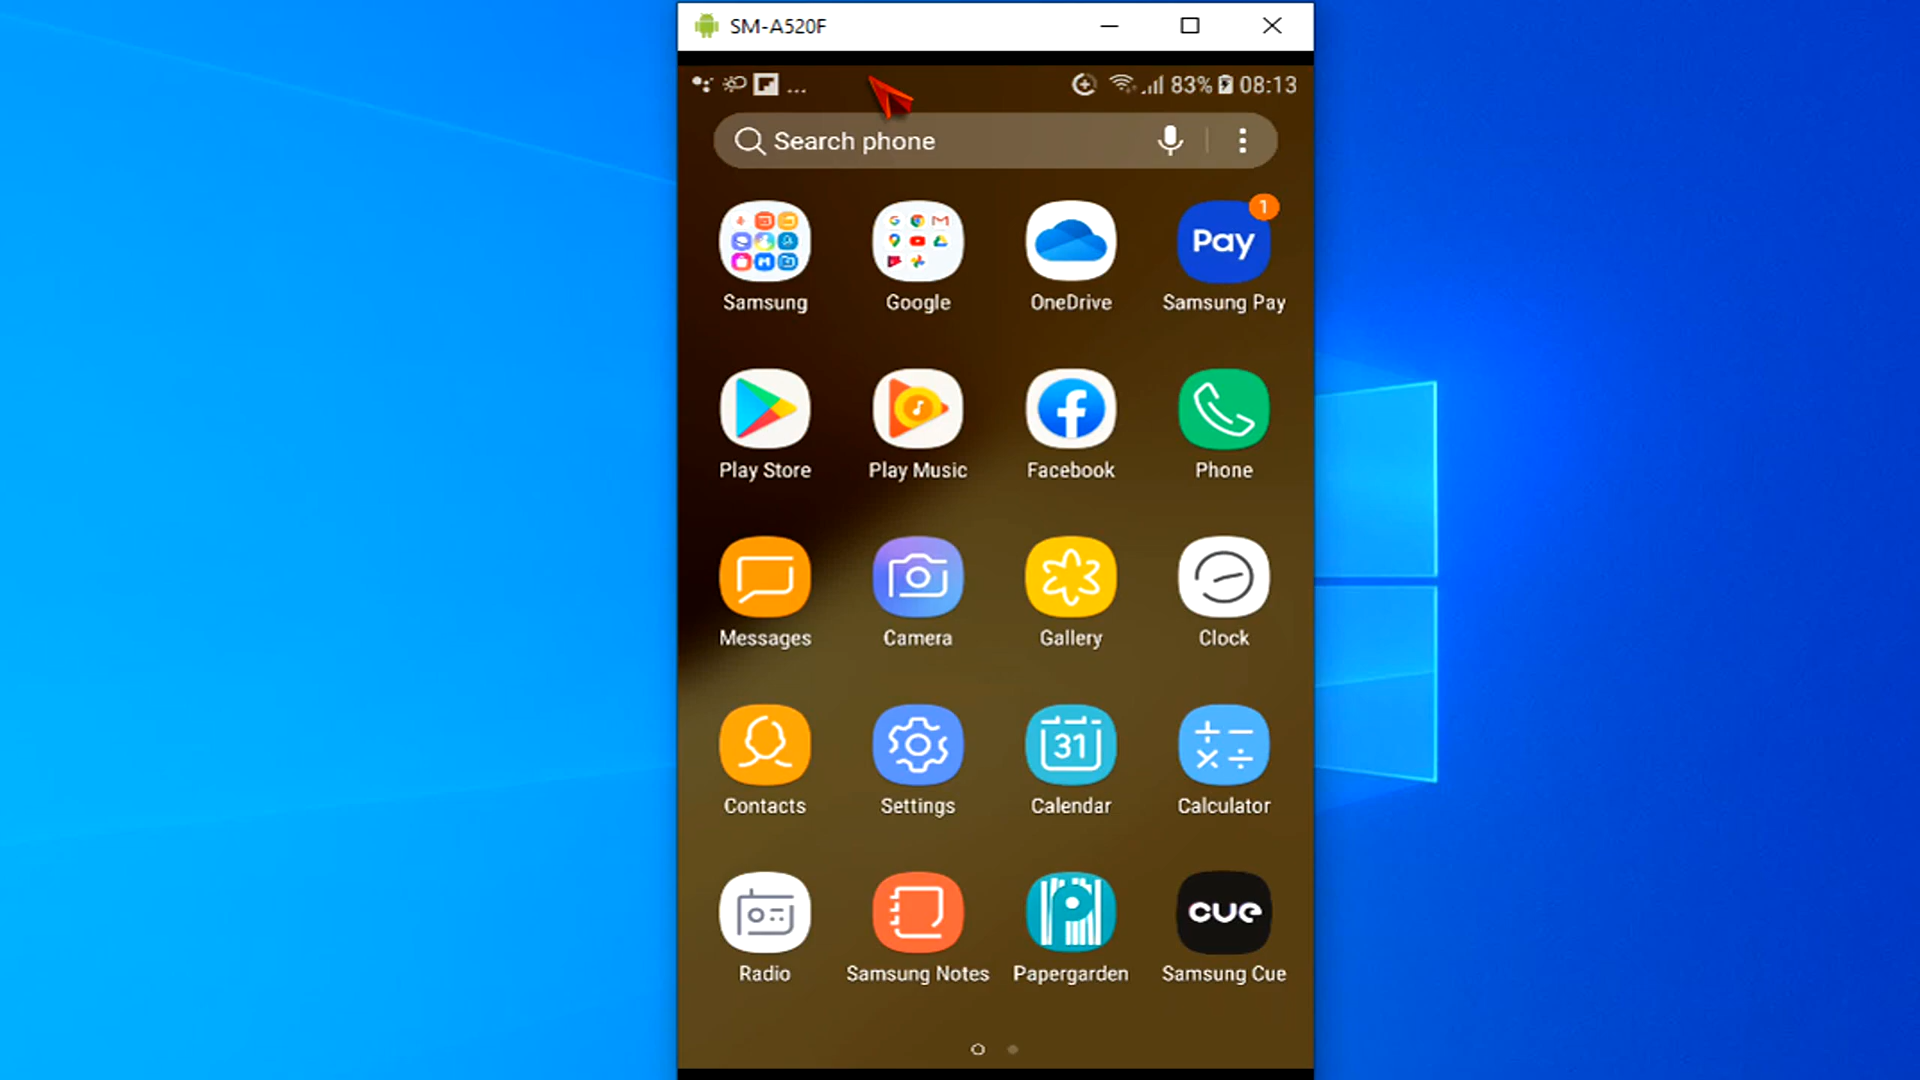 SM-A520F
... 83% 08:13
Search phone
Pay 1
Samsung Google OneDrive Samsung Pay
Play Store Play Music Facebook Phone
Messages Camera Gallery Clock
31
Contacts Settings Calendar Calculator
cue
Radio Samsung Notes Papergarden Samsung Cue